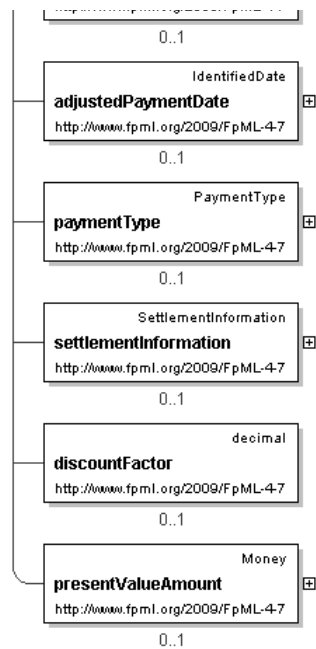 0..1
IdentifiedDate
adjustedPaymentDate
http://www.fpml.org/2009/FpML-4-7
0..1
PaymentType
paymentType
http://www.fpml.org/2009/FpML-4-7
0..1
SettlementInformation
settlementInformation
http://www.fpml.org/2009/FpML-4-7
0..1
decimal
discountFactor
http://www.fpml.org/2009/FpML-4-7
0..1
Money
presentValueAmount
http://www.fpml.org/2009/FpML-4-7
0..1